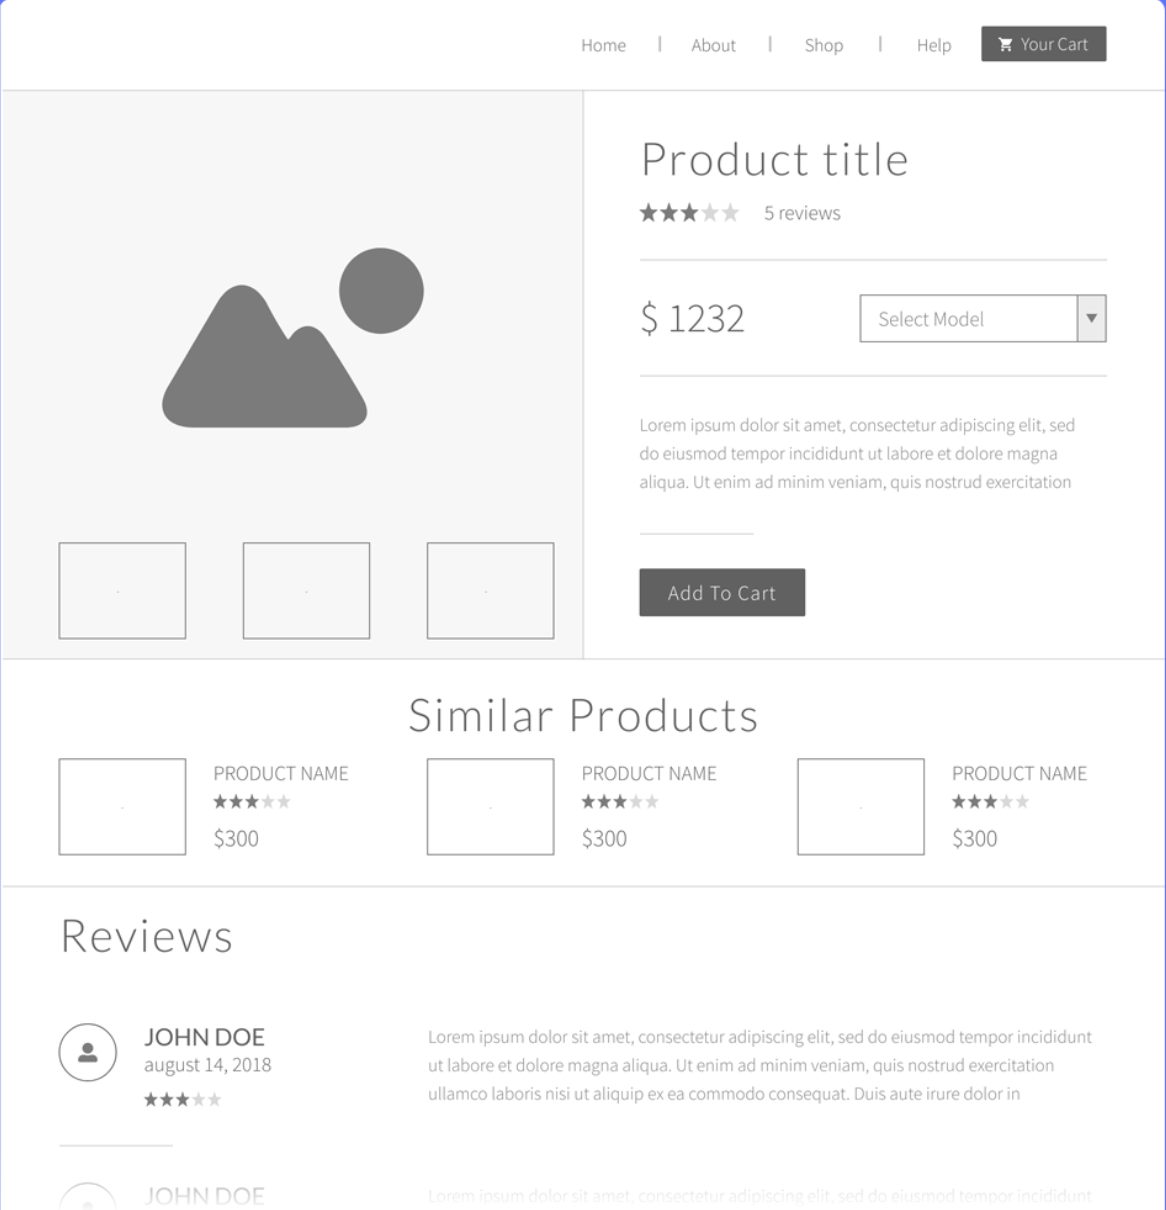 Home | About | Shop | Help Your Cart
Product title
5 reviews
$ 1232
Select Model
Lorem ipsum dolor sit amet, consectetur adipiscing elit, sed
do eiusmod tempor incididunt ut labore et dolore magna
aliqua. Ut enim ad minim veniam, quis nostrud exercitation
Add To Cart
Similar Products
PRODUCT NAME
$300
PRODUCT NAME
$300
PRODUCT NAME
$300
Reviews
JOHN DOE
august 14, 2018
Lorem ipsum dolor sit amet, consectetur adipiscing elit, sed do eiusmod tempor incididunt
ut labore et dolore magna aliqua. Ut enim ad minim veniam, quis nostrud exercitation
ullamco laboris nisi ut aliquip ex ea commodo consequat. Duis aute irure dolor in
JOHN DOE
Lorem ipsum dolor sit amet, consectetur adipiscing elit, sed do eiusmod tempor incididunt